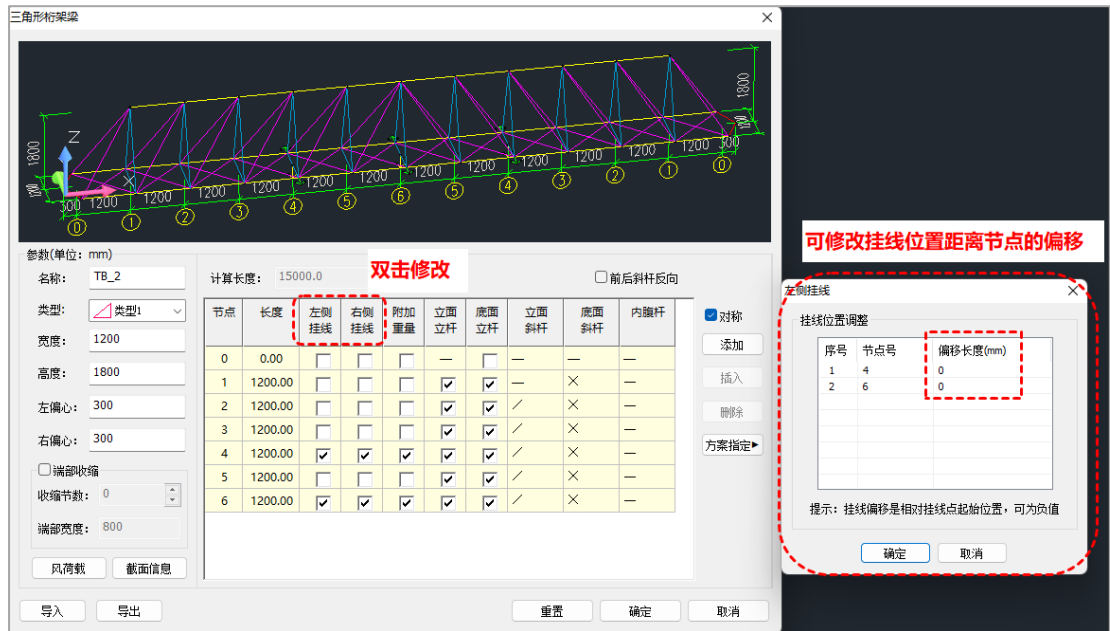 三角形桁架梁
1800
1800
1200
Z
X
300 1200 1200 1200 1200 1200 1200 1200 1200 1200 1200 1200 300
0 1 2 3 4 5 6 5 4 3 2 1 0
可修改挂线位置距离节点的偏移
参数(单位: mm)
名称: TB_2
类型: 类型1
宽度: 1200
高度: 1800
左偏心: 300
右偏心: 300
端部收缩
收缩节数: 0
端部宽度: 800
风荷载 截面信息
计算长度: 15000.0 双击修改 前后斜杆反向
节点 长度 左侧挂线 右侧挂线 附加重量 立面立杆 底面立杆 立面斜杆 底面斜杆 内腹杆
0 0.00 — — — —
1 1200.00 — × —
2 1200.00 / × —
3 1200.00 / × —
4 1200.00 / × —
5 1200.00 / × —
6 1200.00 / × —
对称
添加
插入
删除
方案指定▶
导入 导出 重置 确定 取消
左侧挂线
挂线位置调整
序号 节点号 偏移长度(mm)
1 4 0
2 6 0
提示: 挂线偏移是相对挂线点起始位置，可为负值
确定 取消